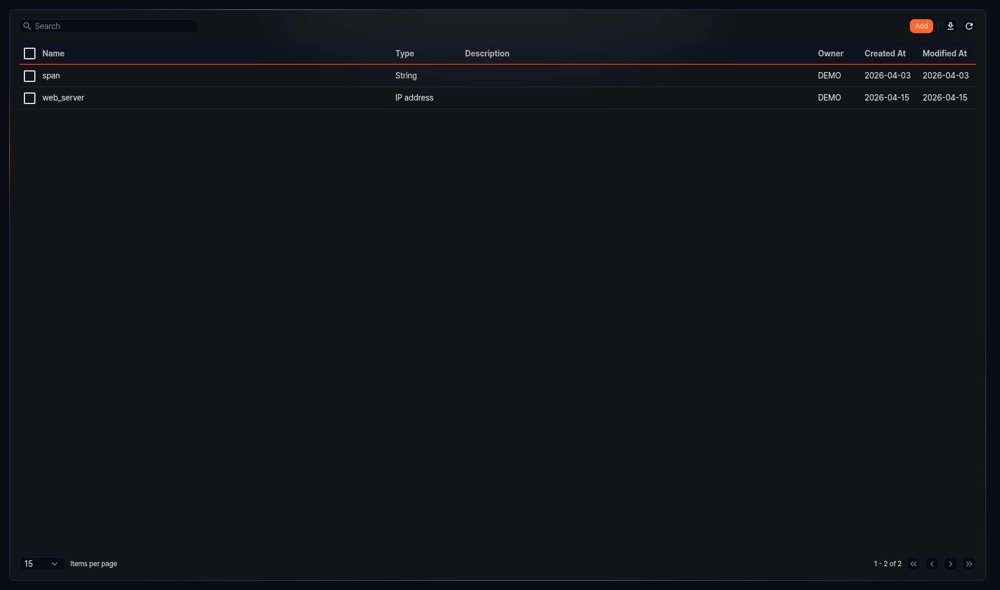 Search
Add
Name Type Description Owner Created At Modified At
span String DEMO 2026-04-03 2026-04-03
web_server IP address DEMO 2026-04-15 2026-04-15
15 Items per page 1 - 2 of 2